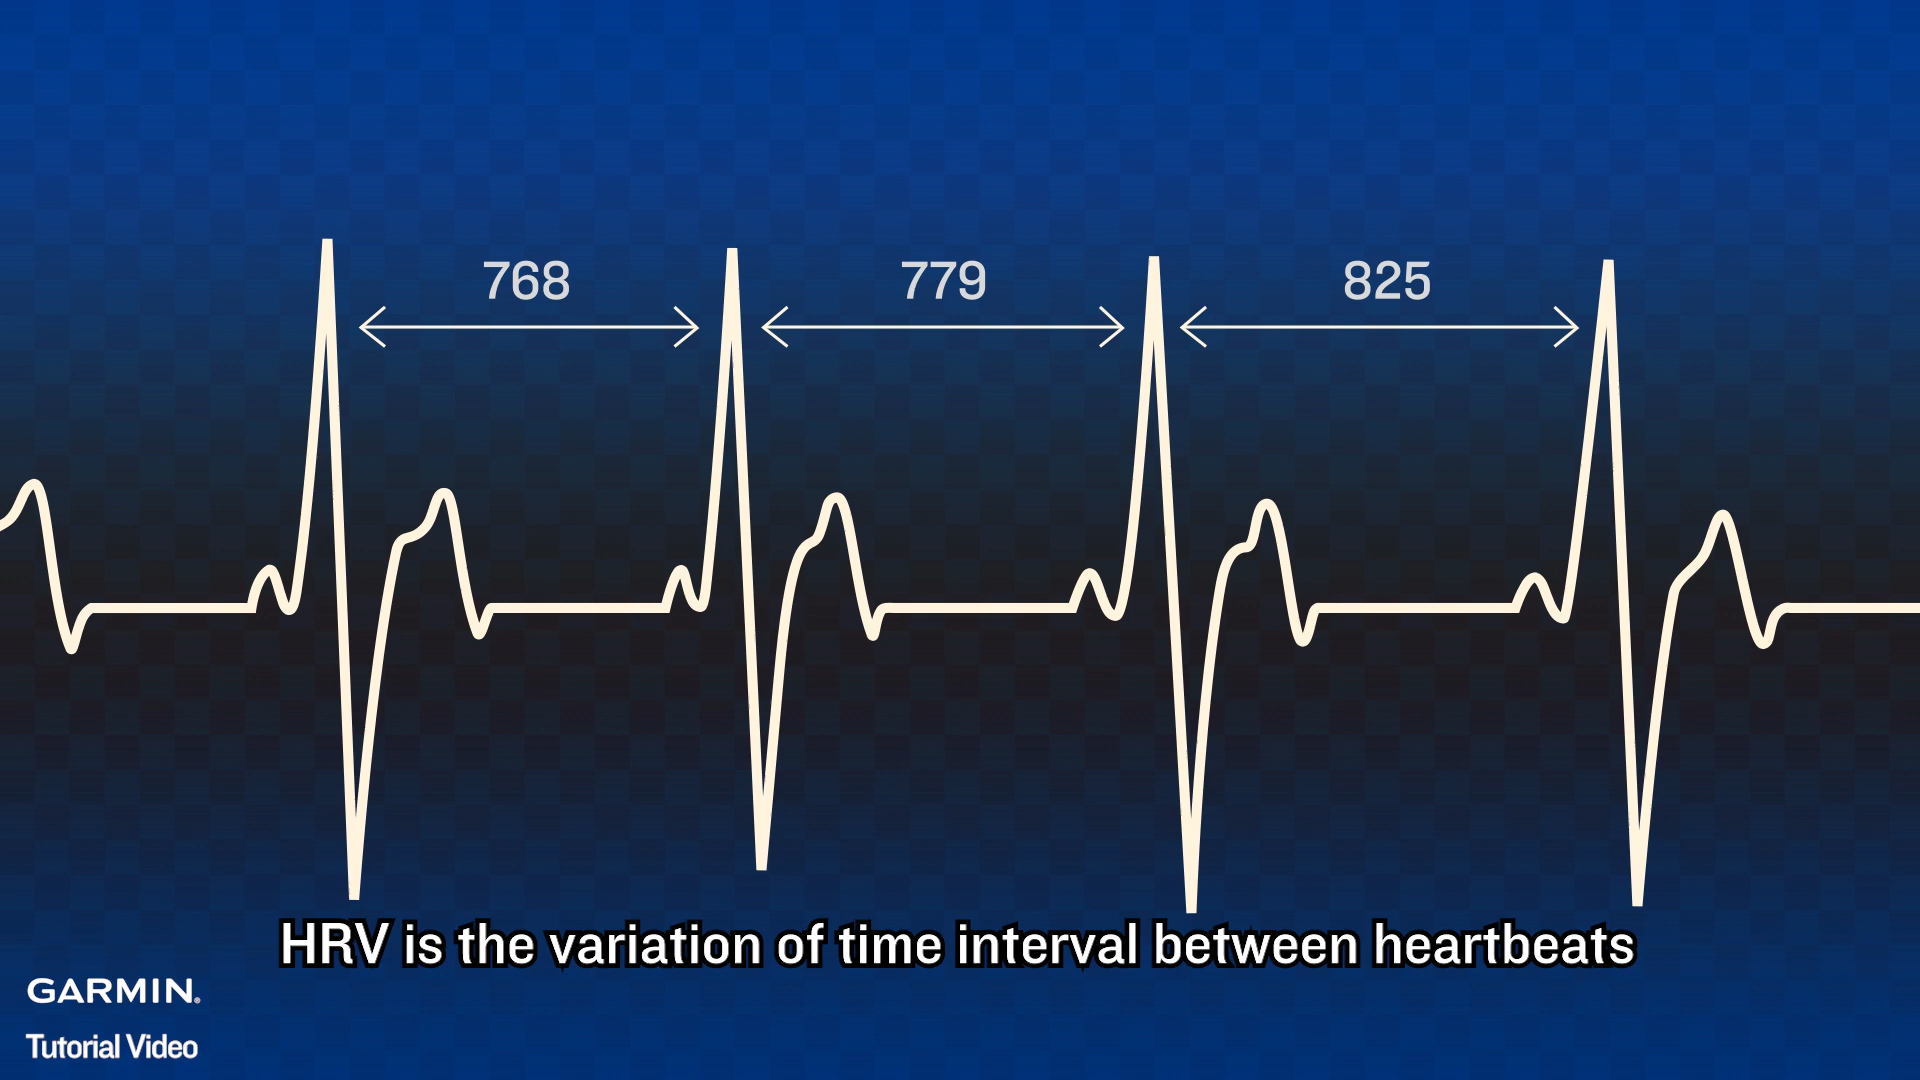 768 779 825
HRV is the variation of time interval between heartbeats
GARMIN®
Tutorial Video